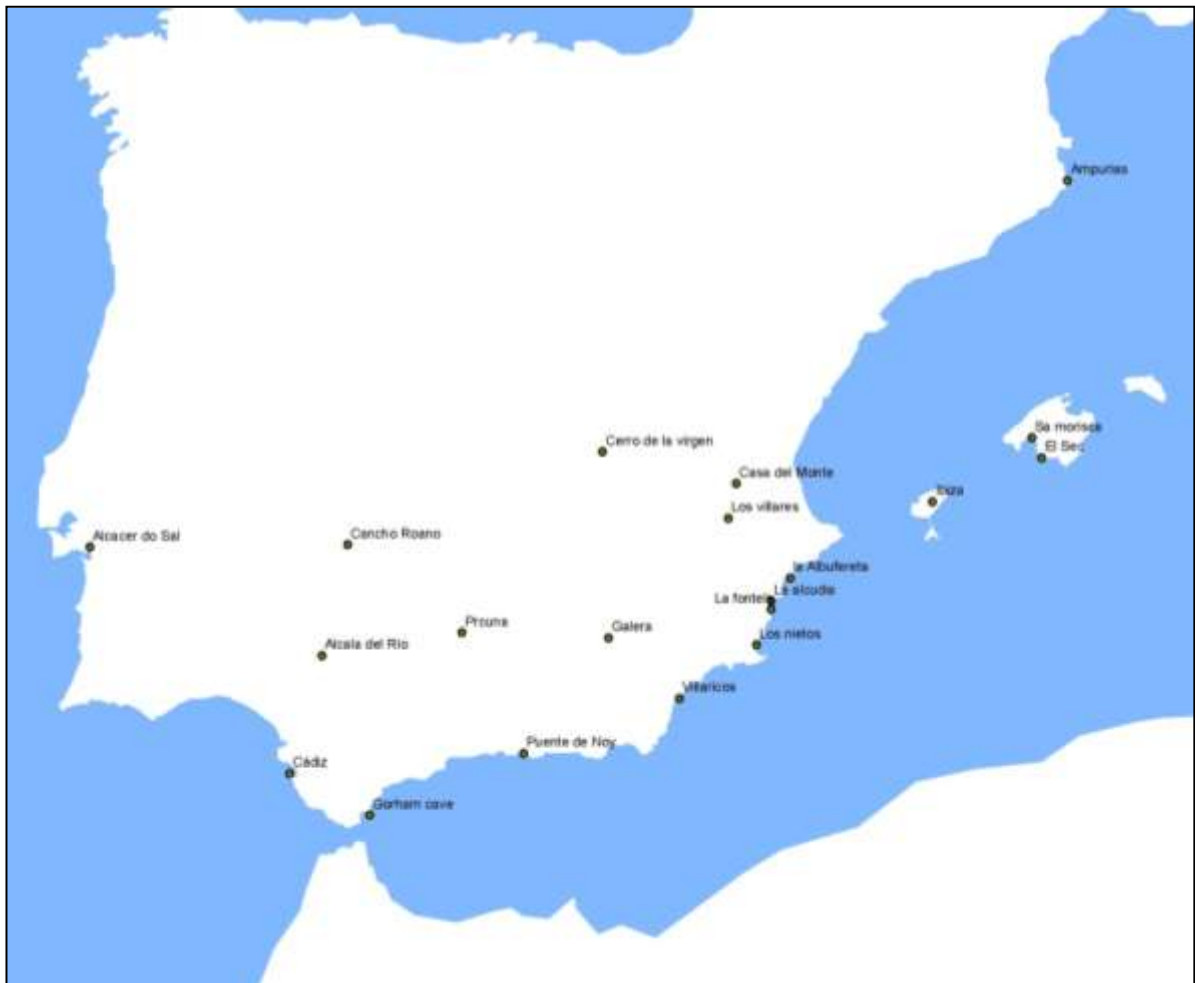 Ampurias
Sa morisca
El Sec
Cerro de la virgen
Casa del Monte
Ibiza
Los villares
Alcacer do Sal
Cancho Roano
la Albufereta
La alcudia
La fonteta
Procuna
Galera
Los nietos
Alcala del Rio
Villaricos
Puente de Noy
Cádiz
Gorham cave